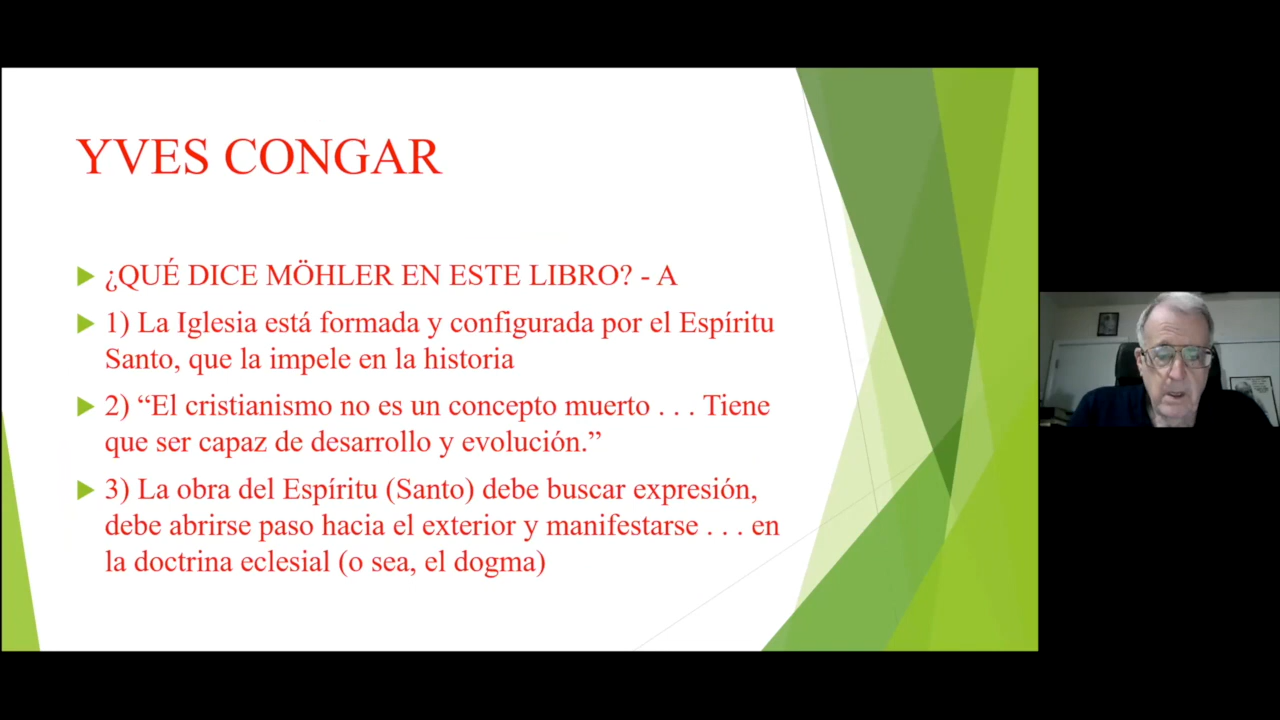 YVES CONGAR
¿QUÉ DICE MÖHLER EN ESTE LIBRO? - A
1) La Iglesia está formada y configurada por el Espíritu
Santo, que la impele en la historia
2) “El cristianismo no es un concepto muerto . . . Tiene
que ser capaz de desarrollo y evolución.”
3) La obra del Espíritu (Santo) debe buscar expresión,
debe abrirse paso hacia el exterior y manifestarse . . . en
la doctrina eclesial (o sea, el dogma)